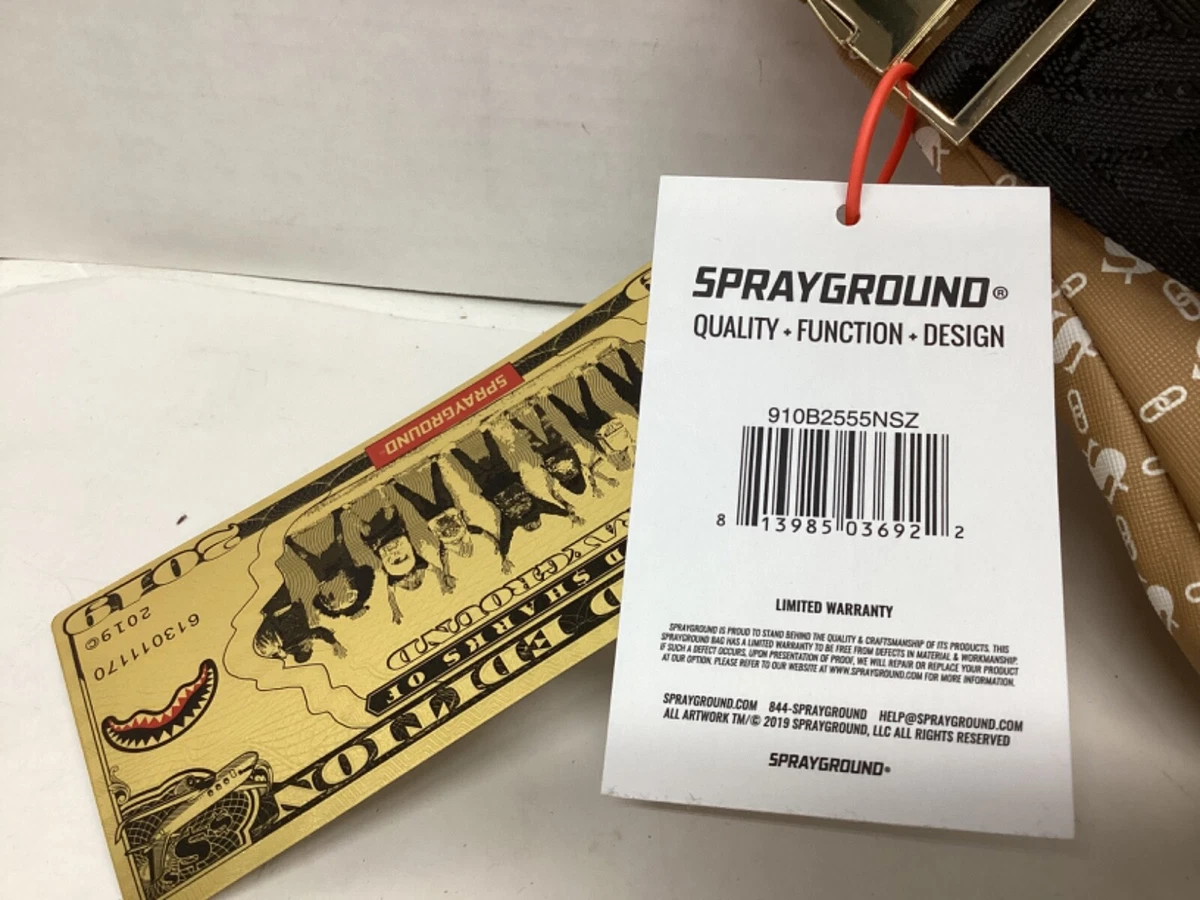 SPRAYGROUND®
QUALITY + FUNCTION + DESIGN
910B2555NSZ
8 13985 03692 2
LIMITED WARRANTY
SPRAYGROUND IS PROUD TO STAND BEHIND THE QUALITY & CRAFTSMANSHIP OF ITS PRODUCTS. THIS
SPRAYGROUND BAG HAS A LIMITED WARRANTY TO BE FREE FROM DEFECTS IN MATERIAL & WORKMANSHIP.
IF SUCH A DEFECT OCCURS, UPON PRESENTATION OF PROOF, WE WILL REPAIR OR REPLACE YOUR PRODUCT
AT OUR OPTION. PLEASE REFER TO OUR WEBSITE AT WWW.SPRAYGROUND.COM FOR MORE INFORMATION.
SPRAYGROUND.COM 844-SPRAYGROUND HELP@SPRAYGROUND.COM
ALL ARTWORK TM/© 2019 SPRAYGROUND, LLC ALL RIGHTS RESERVED
SPRAYGROUND®
EDITION
SHARKS OF
SPRAYGROUND
2019©
613011170
2019